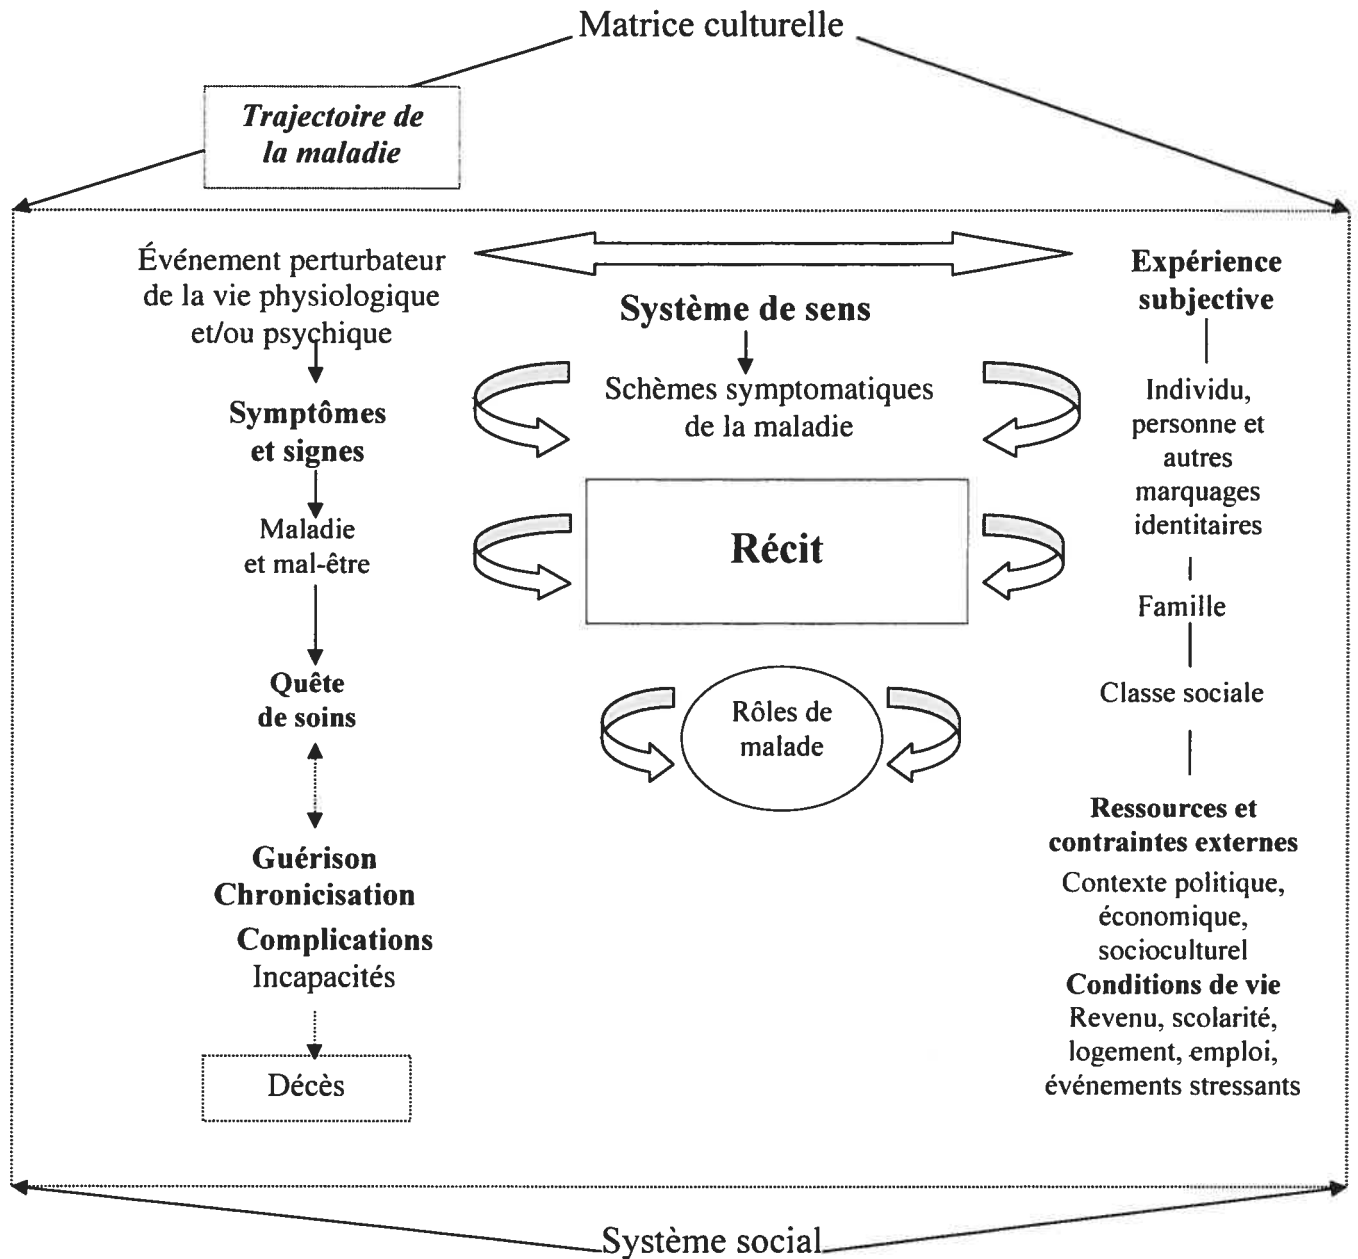 Matrice culturelle
Trajectoire de
la maladie
Événement perturbateur
de la vie physiologique
et/ou psychique
Symptômes
et signes
Maladie
et mal-être
Quête
de soins
Guérison
Chronicisation
Complications
Incapacités
Décès
Système de sens
Schèmes symptomatiques
de la maladie
Récit
Rôles de
malade
Expérience
subjective
Individu,
personne et
autres
marquages
identitaires
Famille
Classe sociale
Ressources et
contraintes externes
Contexte politique,
économique,
socioculturel
Conditions de vie
Revenu, scolarité,
logement, emploi,
événements stressants
Système social